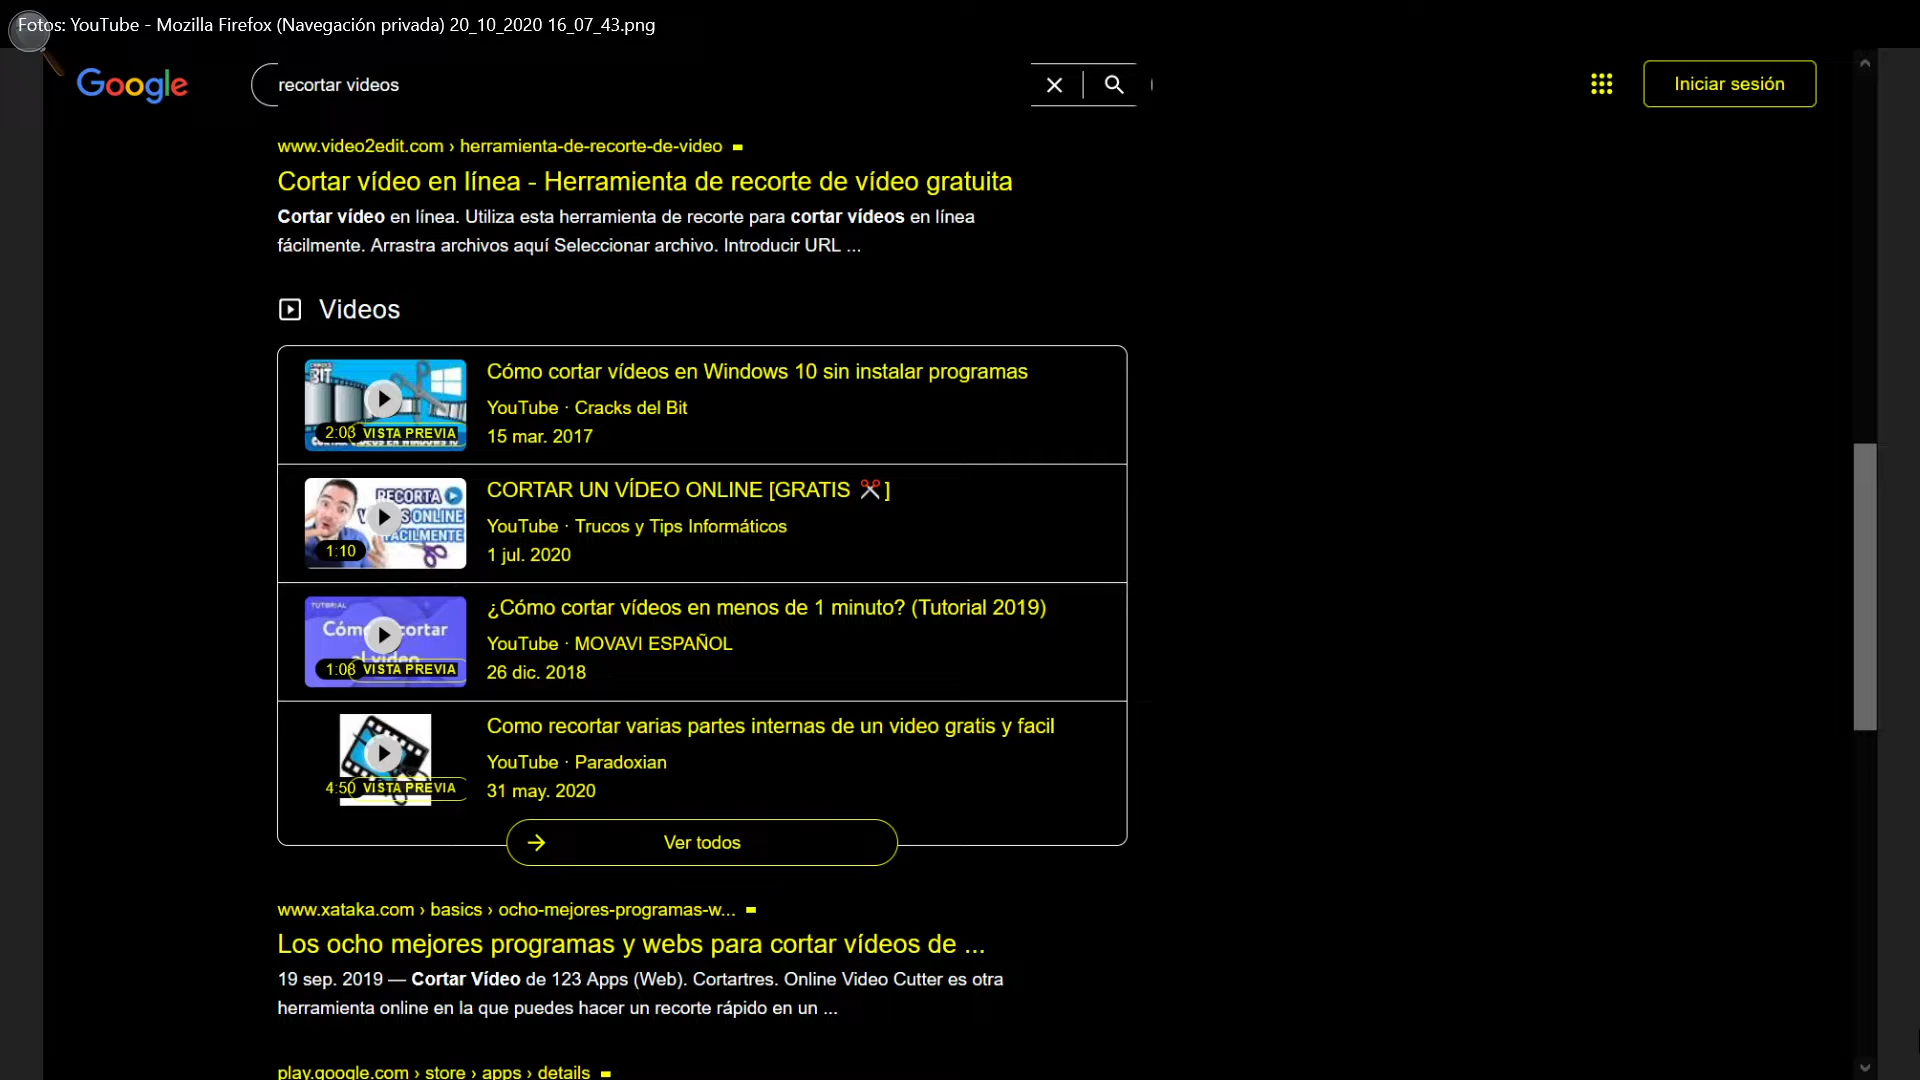 Fotos: YouTube - Mozilla Firefox (Navegación privada) 20_10_2020 16_07_43.png
Google
recortar videos
Iniciar sesión
www.video2edit.com › herramienta-de-recorte-de-video
Cortar vídeo en línea - Herramienta de recorte de vídeo gratuita
Cortar vídeo en línea. Utiliza esta herramienta de recorte para cortar vídeos en línea
fácilmente. Arrastra archivos aquí Seleccionar archivo. Introducir URL ...
Videos
BIT
2:03 VISTA PREVIA
Cómo cortar vídeos en Windows 10 sin instalar programas
YouTube · Cracks del Bit
15 mar. 2017
RECORTA
ONLINE
FACILMENTE
1:10
CORTAR UN VÍDEO ONLINE [GRATIS ✂]
YouTube · Trucos y Tips Informáticos
1 jul. 2020
TUTORIAL
cortar
el video
1:08 VISTA PREVIA
¿Cómo cortar vídeos en menos de 1 minuto? (Tutorial 2019)
YouTube · MOVAVI ESPAÑOL
26 dic. 2018
4:50 VISTA PREVIA
Como recortar varias partes internas de un video gratis y facil
YouTube · Paradoxian
31 may. 2020
Ver todos
www.xataka.com › basics › ocho-mejores-programas-w...
Los ocho mejores programas y webs para cortar vídeos de ...
19 sep. 2019 — Cortar Vídeo de 123 Apps (Web). Cortartres. Online Video Cutter es otra
herramienta online en la que puedes hacer un recorte rápido en un ...
play.google.com › store › apps › details